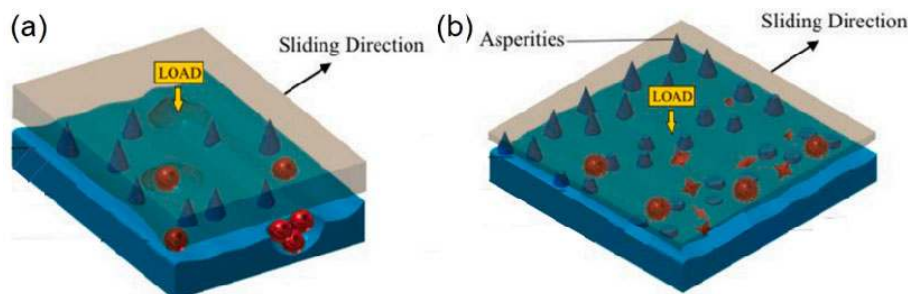 (a)
Sliding Direction
LOAD
(b)
Asperities
Sliding Direction
LOAD